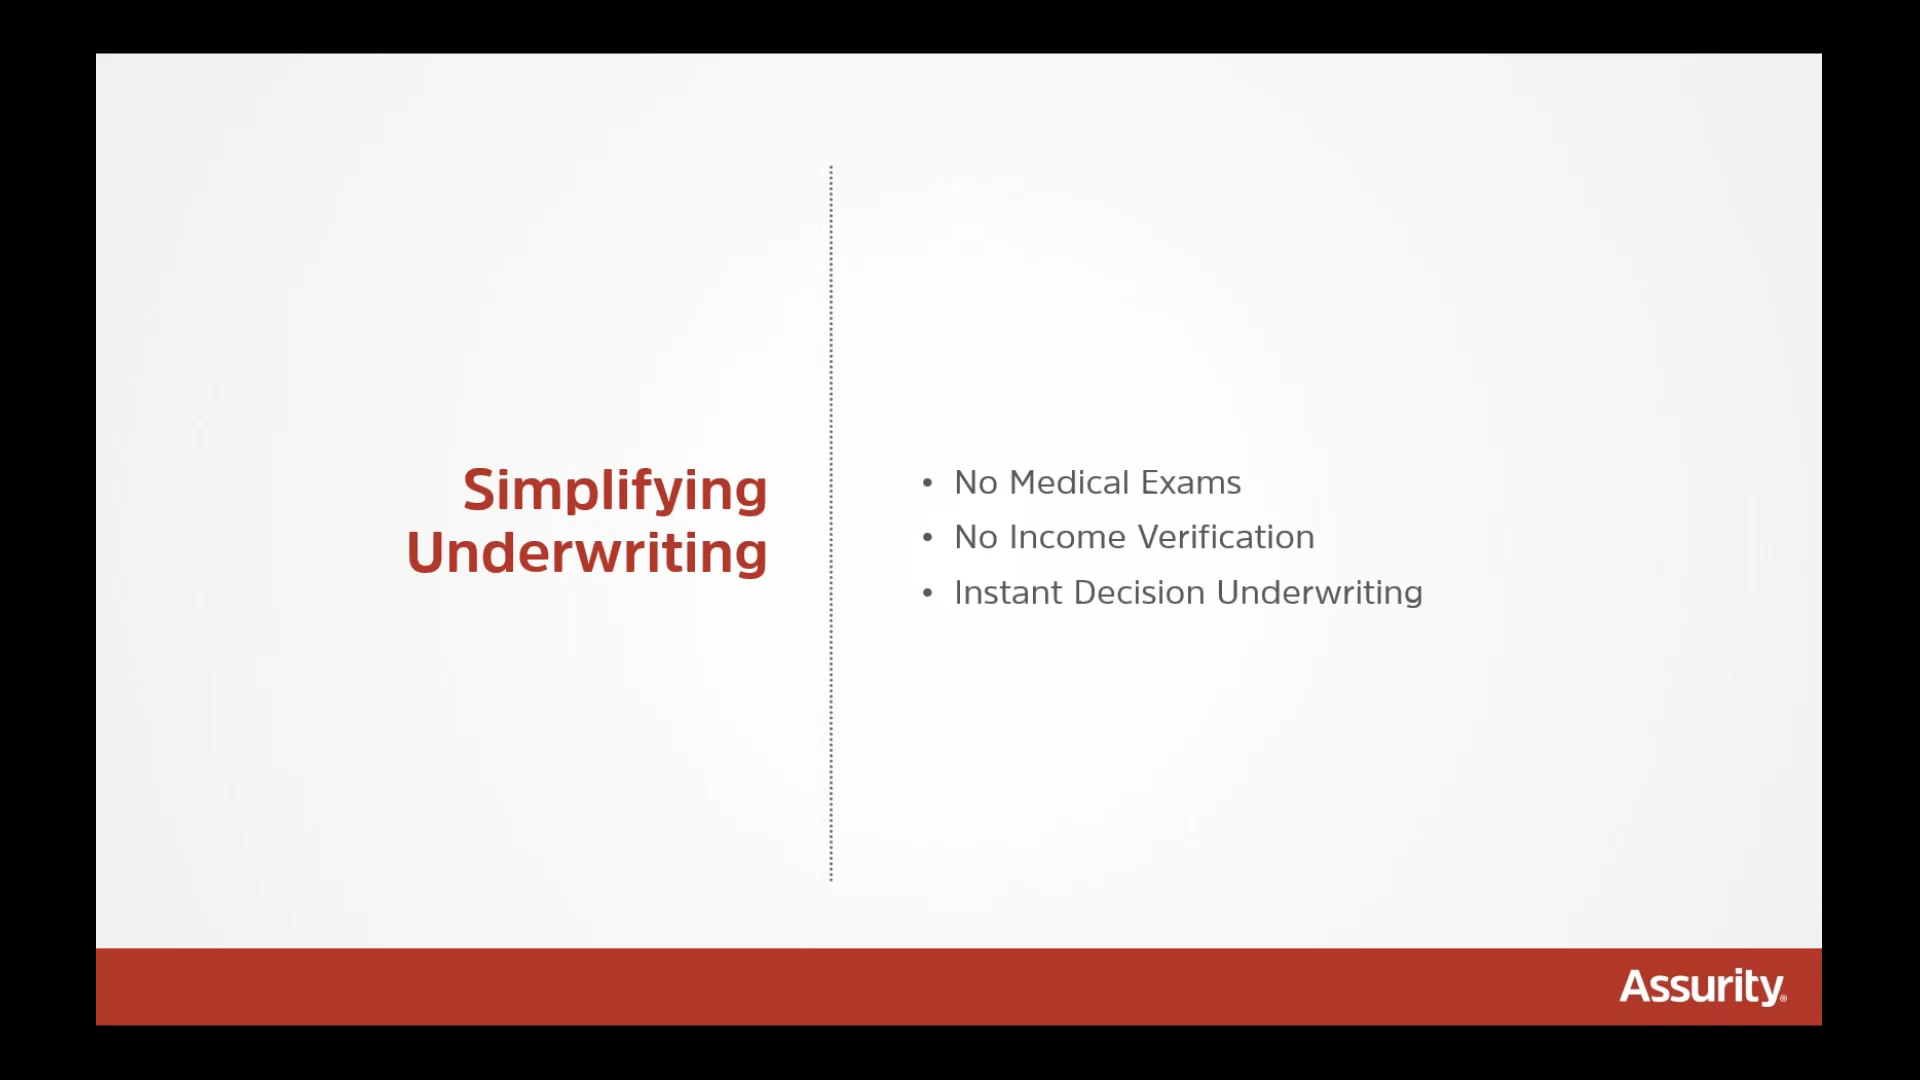 Simplifying
Underwriting
• No Medical Exams
• No Income Verification
• Instant Decision Underwriting
Assurity®